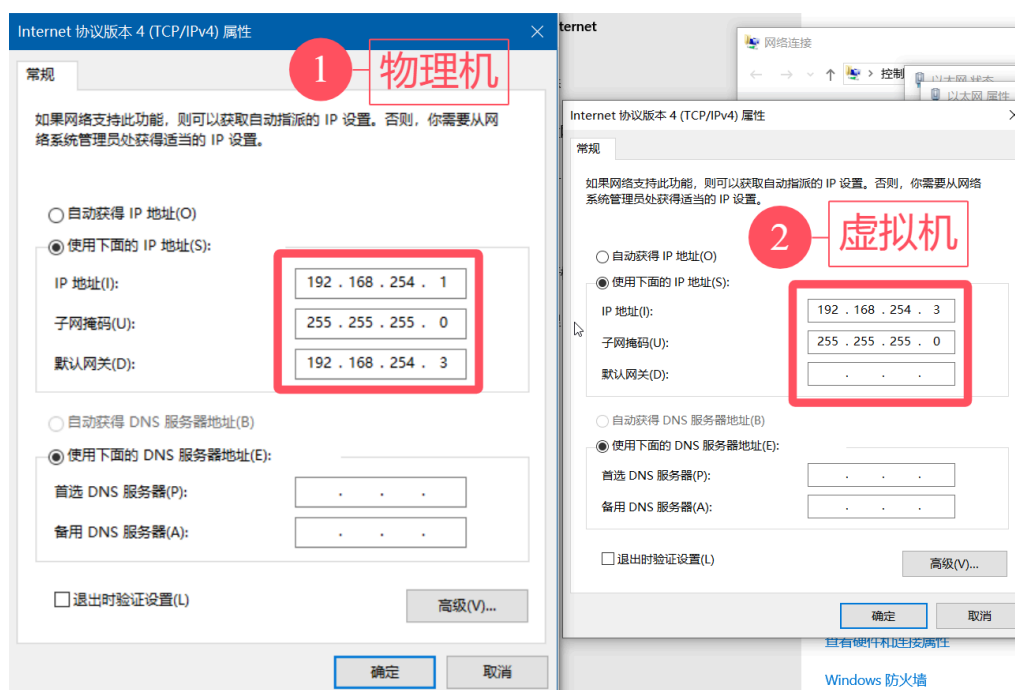 Internet 协议版本 4 (TCP/IPv4) 属性
常规
1
物理机
如果网络支持此功能，则可以获取自动指派的 IP 设置。否则，你需要从网
络系统管理员处获得适当的 IP 设置。
自动获得 IP 地址(O)
使用下面的 IP 地址(S):
IP 地址(I):
192 . 168 . 254 . 1
子网掩码(U):
255 . 255 . 255 . 0
默认网关(D):
192 . 168 . 254 . 3
自动获得 DNS 服务器地址(B)
使用下面的 DNS 服务器地址(E):
首选 DNS 服务器(P):
. . .
备用 DNS 服务器(A):
. . .
退出时验证设置(L)
高级(V)...
确定
取消
ternet
网络连接
控制
以太网 状态
以太网 属性
Internet 协议版本 4 (TCP/IPv4) 属性
常规
如果网络支持此功能，则可以获取自动指派的 IP 设置。否则，你需要从网络
系统管理员处获得适当的 IP 设置。
2
虚拟机
自动获得 IP 地址(O)
使用下面的 IP 地址(S):
IP 地址(I):
192 . 168 . 254 . 3
子网掩码(U):
255 . 255 . 255 . 0
默认网关(D):
. . .
自动获得 DNS 服务器地址(B)
使用下面的 DNS 服务器地址(E):
首选 DNS 服务器(P):
. . .
备用 DNS 服务器(A):
. . .
退出时验证设置(L)
高级(V)...
确定
取消
查看硬件和连接属性
Windows 防火墙